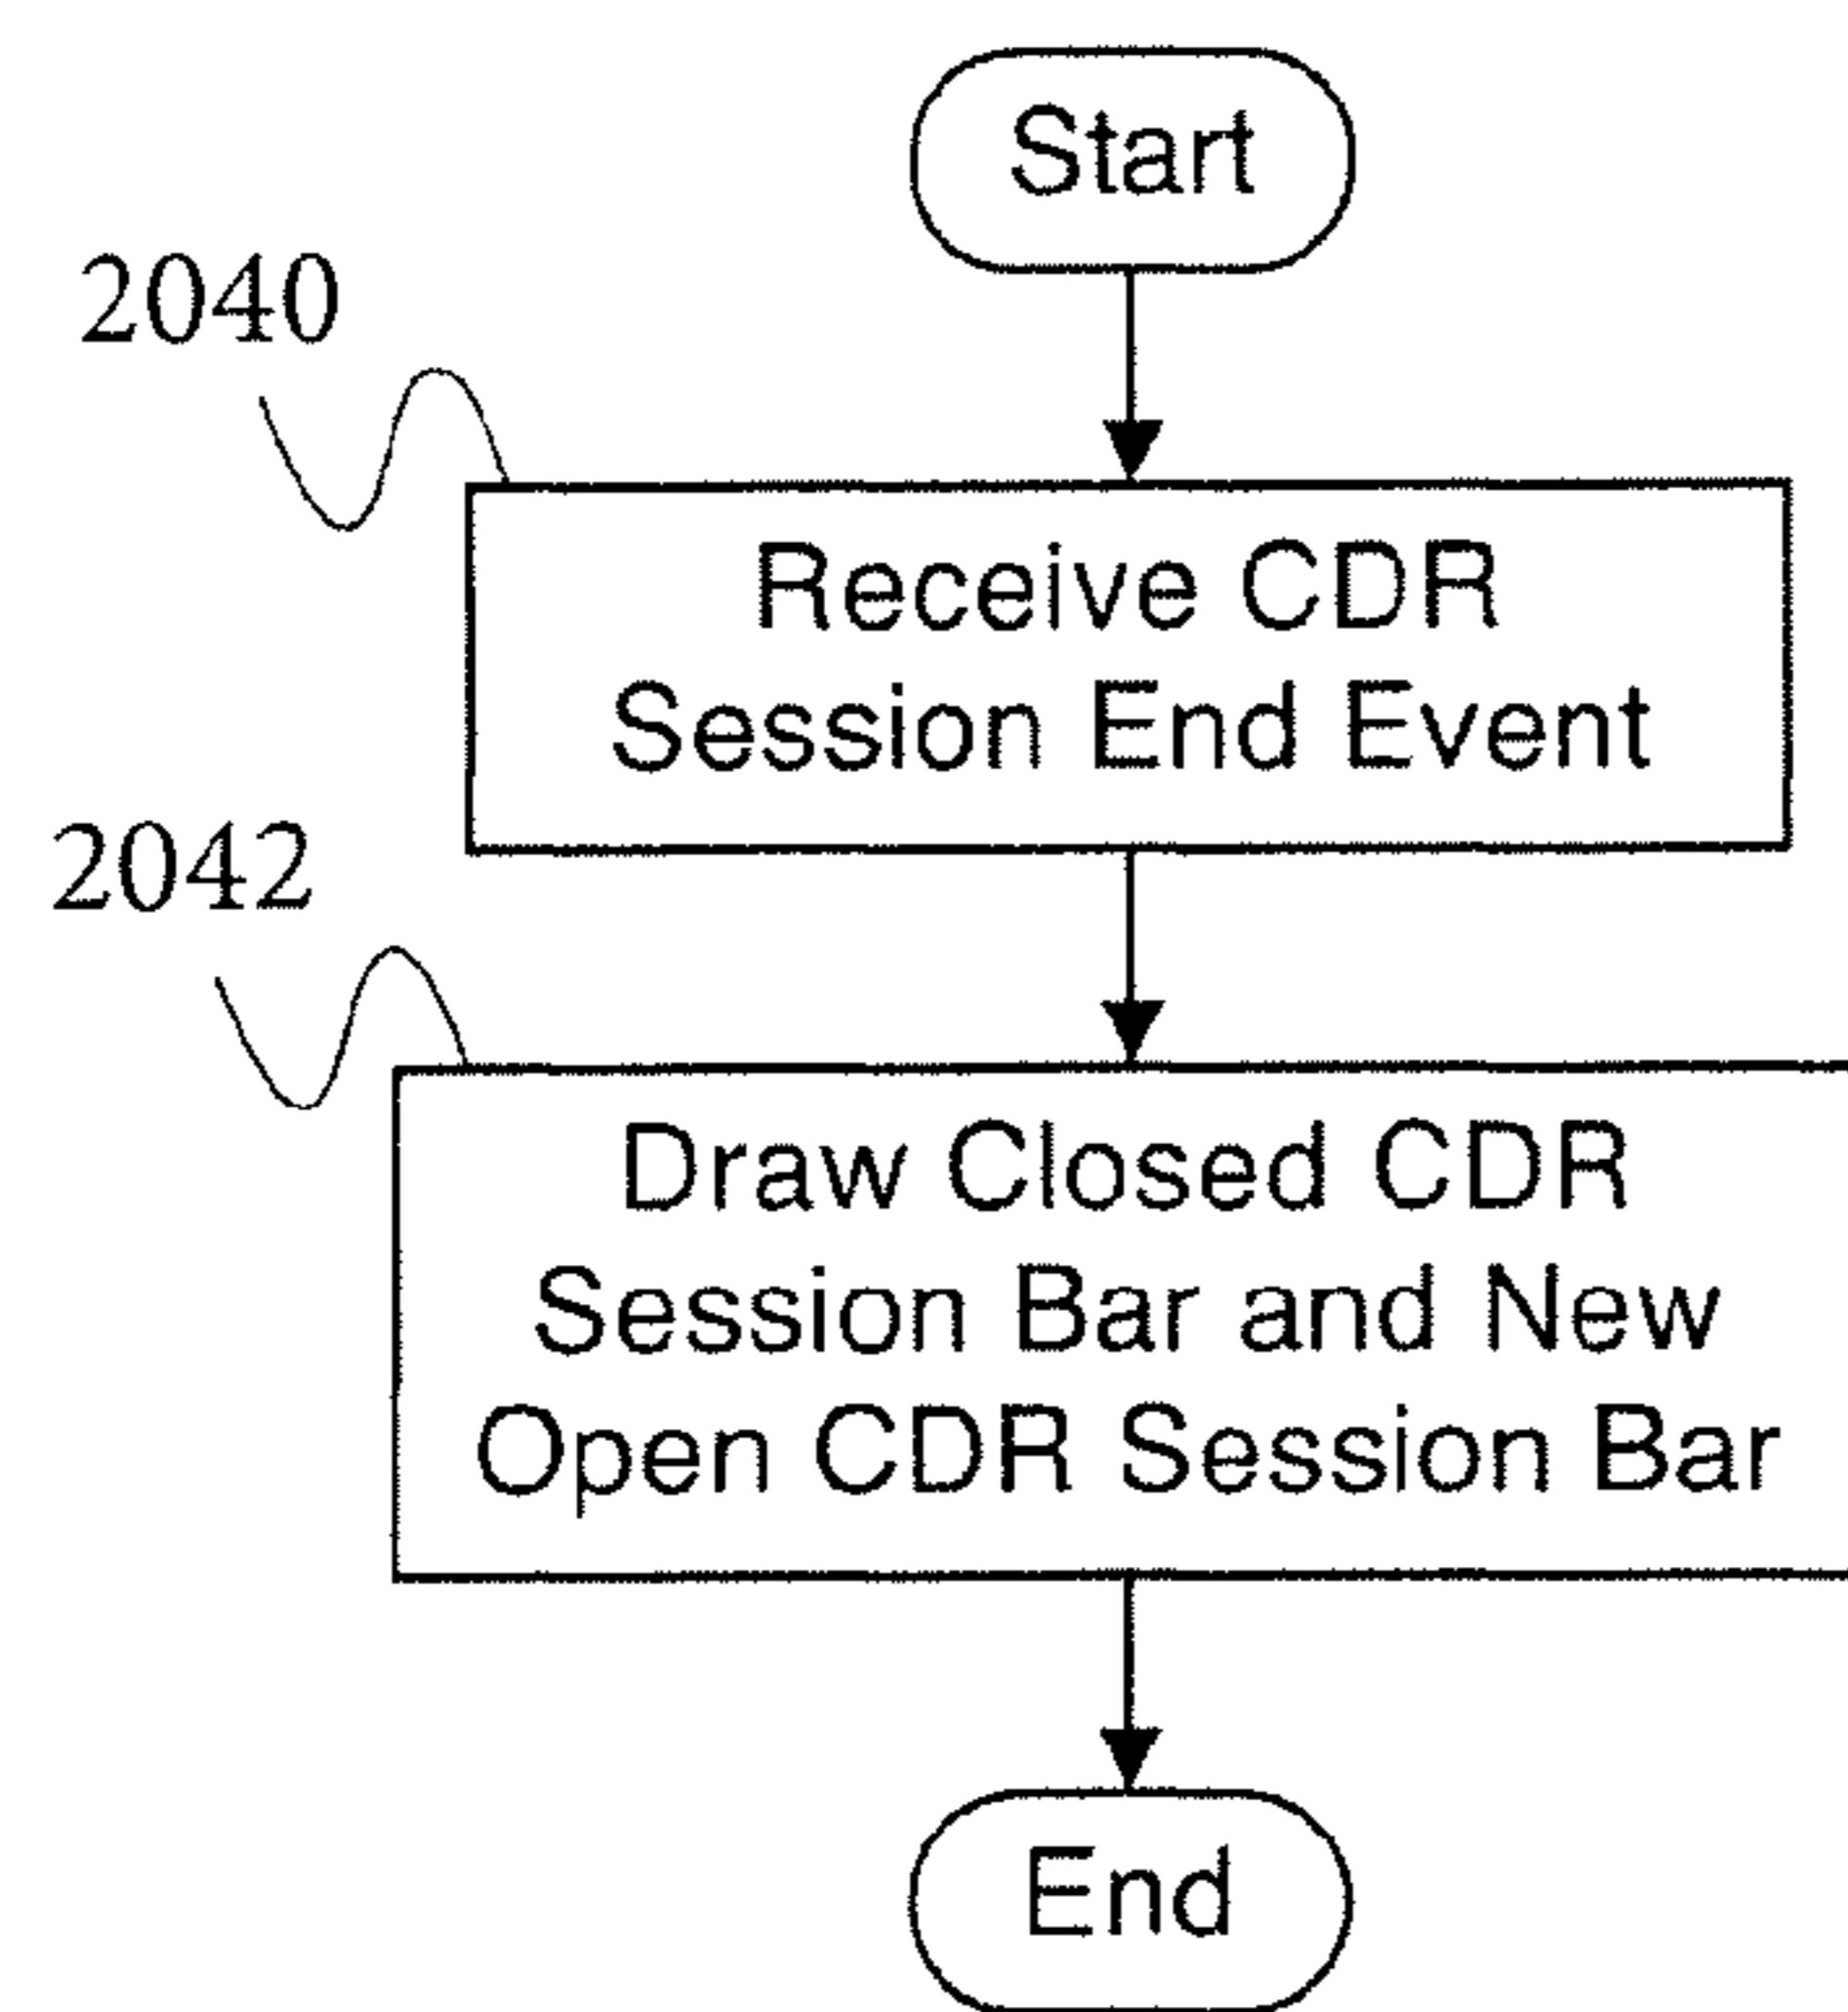 Start
2040
Receive CDR
Session End Event
2042
Draw Closed CDR
Session Bar and New
Open CDR Session Bar
End